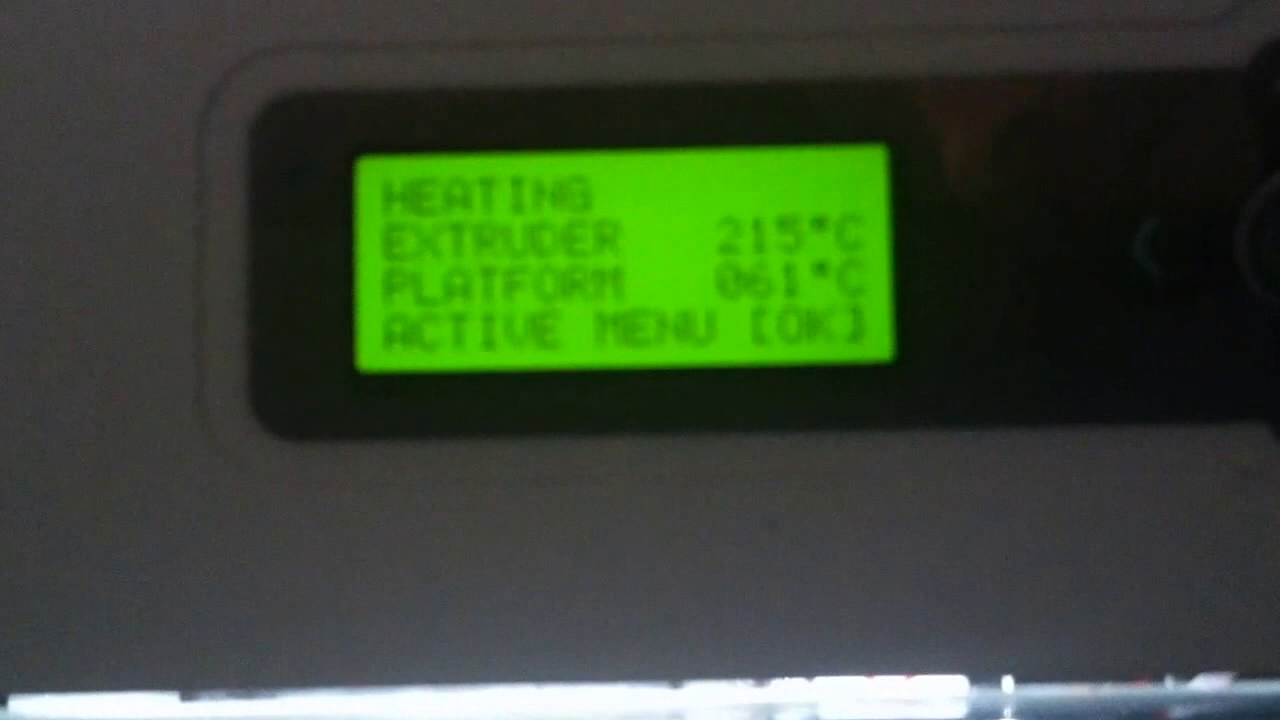 HEATING
EXTRUDER 215°C
PLATFORM 061°C
ACTIVE MENU [OK]